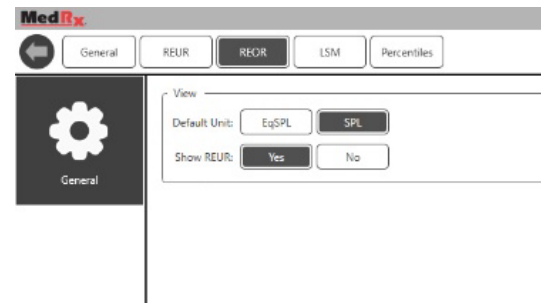 MedRx
General REUR REOR LSM Percentiles
View
Default Unit: EqSPL SPL
Show REUR: Yes No
General